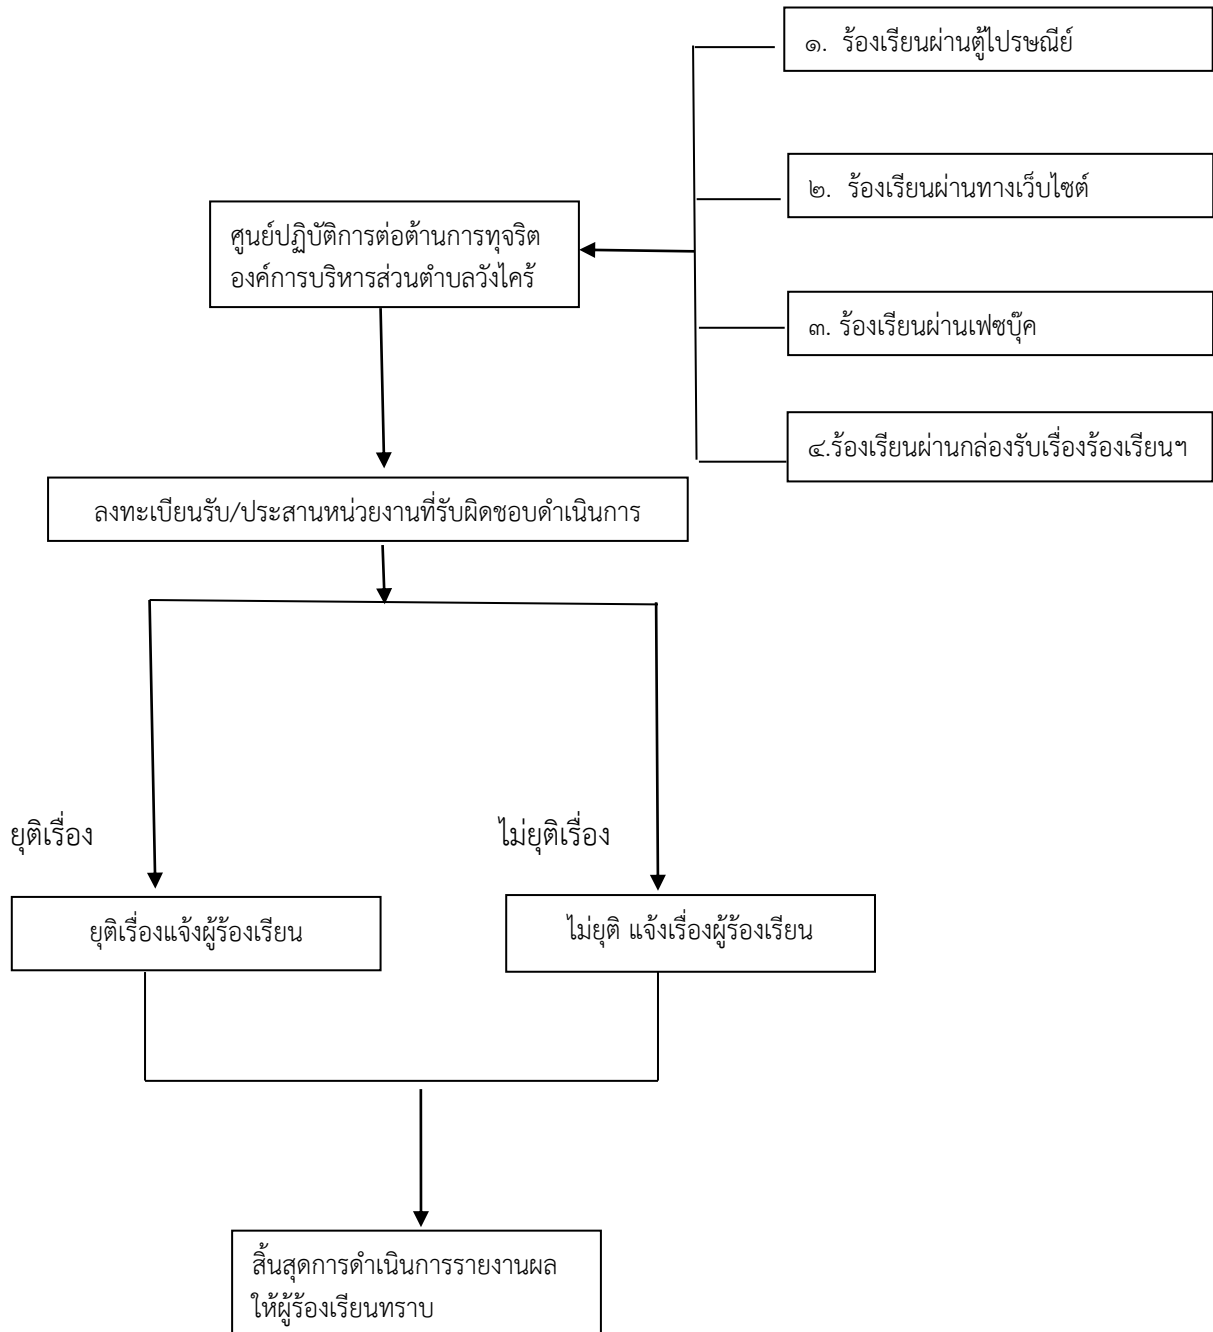 ๑. ร้องเรียนผ่านตู้ไปรษณีย์
๒. ร้องเรียนผ่านทางเว็บไซต์
ศูนย์ปฏิบัติการต่อต้านการทุจริต
องค์การบริหารส่วนตำบลวังไคร้
๓. ร้องเรียนผ่านเฟซบุ๊ค
๔.ร้องเรียนผ่านกล่องรับเรื่องร้องเรียนฯ
ลงทะเบียนรับ/ประสานหน่วยงานที่รับผิดชอบดำเนินการ
ยุติเรื่อง
ไม่ยุติเรื่อง
ยุติเรื่องแจ้งผู้ร้องเรียน
ไม่ยุติ แจ้งเรื่องผู้ร้องเรียน
สิ้นสุดการดำเนินการรายงานผล
ให้ผู้ร้องเรียนทราบ